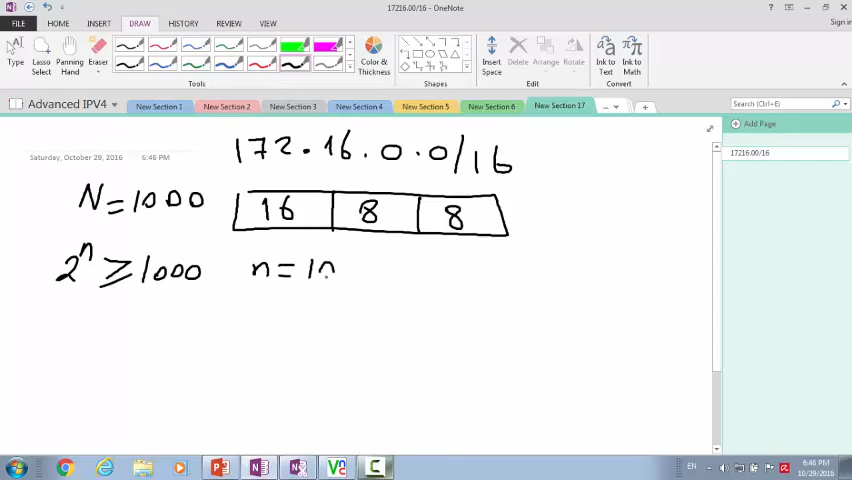 17216.00/16 - OneNote
Sign in
FILE HOME INSERT DRAW HISTORY REVIEW VIEW
Type Lasso Select Panning Hand Eraser Color & Thickness Insert Space Delete Arrange Rotate Ink to Text Ink to Math
Tools Shapes Edit Convert
Advanced IPV4 New Section 1 New Section 2 New Section 3 New Section 4 New Section 5 New Section 6 New Section 17 Search (Ctrl+E)
Add Page
17216.00/16
Saturday, October 29, 2016 6:46 PM
172.16.0.0/16
N=1000
16 8 8
2^n ≥ 1000 n = 10
EN 6:46 PM
10/29/2016